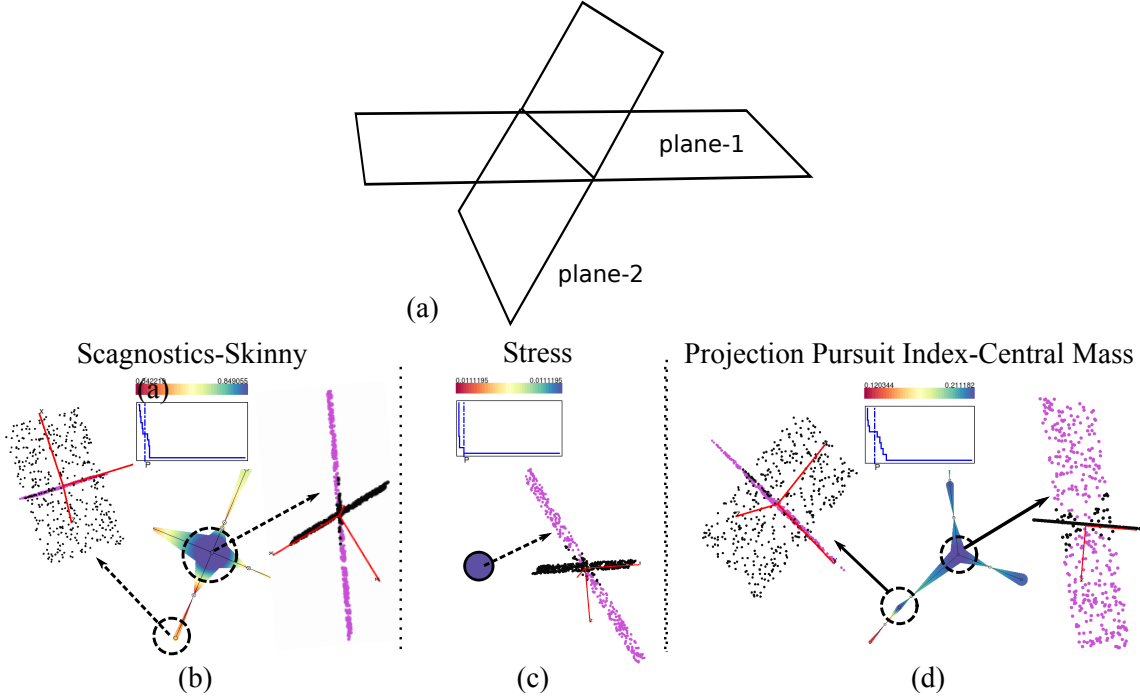 plane-1
plane-2
(a)
Scagnostics-Skinny
Stress
Projection Pursuit Index-Central Mass
0.849055
(a)
P
0.0111195 0.0111195
P
0.120344 0.211182
P
(b)
(c)
(d)